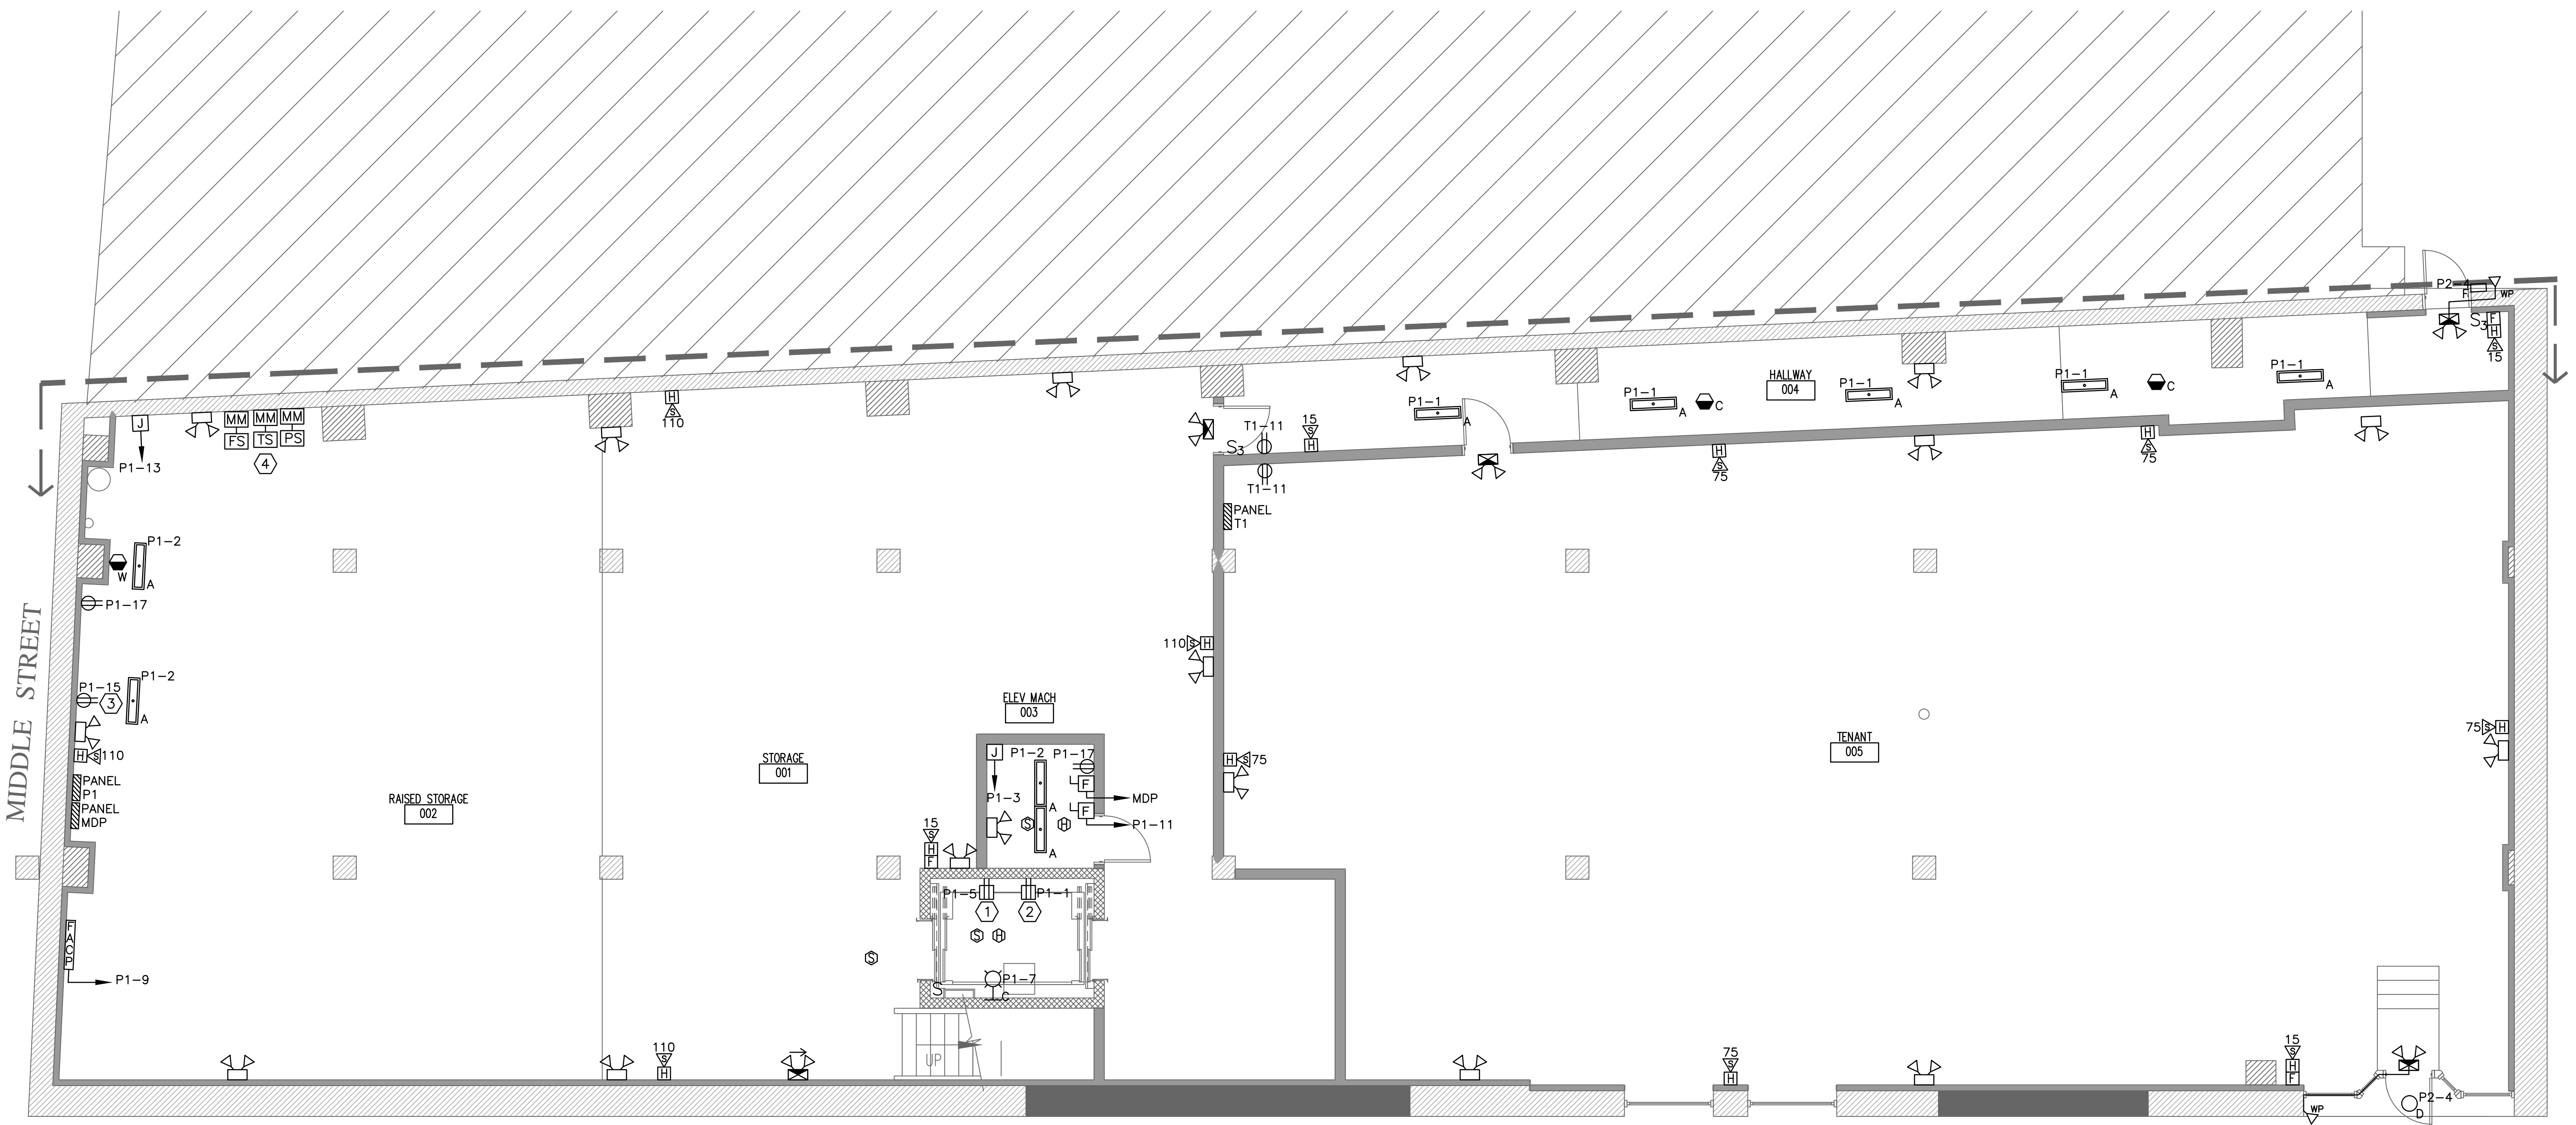 P2-4
F
WP
S3
F
H
S
15
HALLWAY
004
P1-1
A
P1-1
A
C
P1-1
A
P1-1
A
C
P1-1
A
H
S
110
J
P1-13
MM
MM
MM
FS
TS
PS
4
S3
T1-11
T1-11
15
S
H
H
S
75
H
S
75
PANEL
T1
P1-2
A
W
P1-17
MIDDLE STREET
P1-15
3
P1-2
A
H
S
110
PANEL
P1
PANEL
MDP
RAISED STORAGE
002
STORAGE
001
110
S
H
ELEV MACH
003
J
P1-3
P1-2
A
A
P1-17
F
MDP
F
P1-11
S
H
15
S
H
F
H
S
75
TENANT
005
75
S
H
P1-5
P1-1
1
2
S
H
S
P1-7
C
S
FACP
P1-9
UP
110
S
H
75
S
H
15
S
H
F
P2-4
D
WP